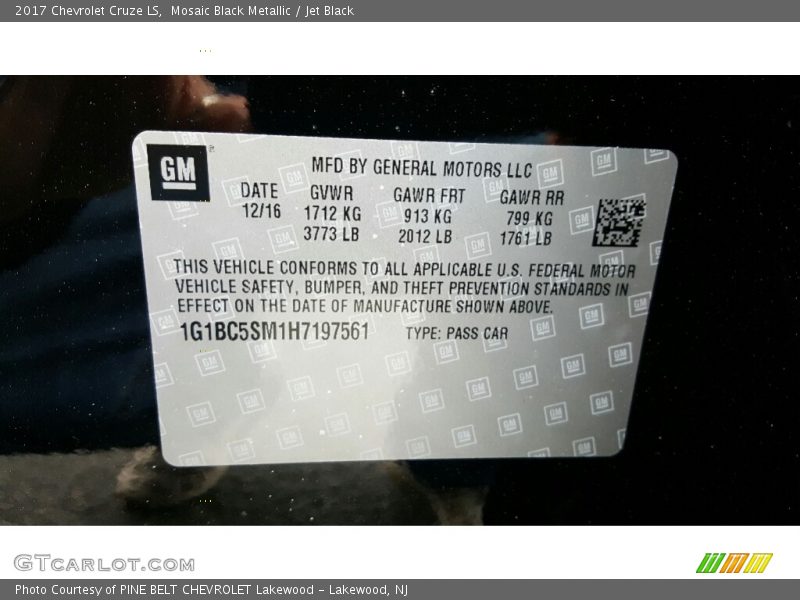 2017 Chevrolet Cruze LS, Mosaic Black Metallic / Jet Black
GM
MFD BY GENERAL MOTORS LLC
DATE GVWR GAWR FRT GAWR RR
12/16 1712 KG 913 KG 799 KG
3773 LB 2012 LB 1761 LB
THIS VEHICLE CONFORMS TO ALL APPLICABLE U.S. FEDERAL MOTOR
VEHICLE SAFETY, BUMPER, AND THEFT PREVENTION STANDARDS IN
EFFECT ON THE DATE OF MANUFACTURE SHOWN ABOVE.
1G1BC5SM1H7197561 TYPE: PASS CAR
GTCARLOT.COM
Photo Courtesy of PINE BELT CHEVROLET Lakewood - Lakewood, NJ